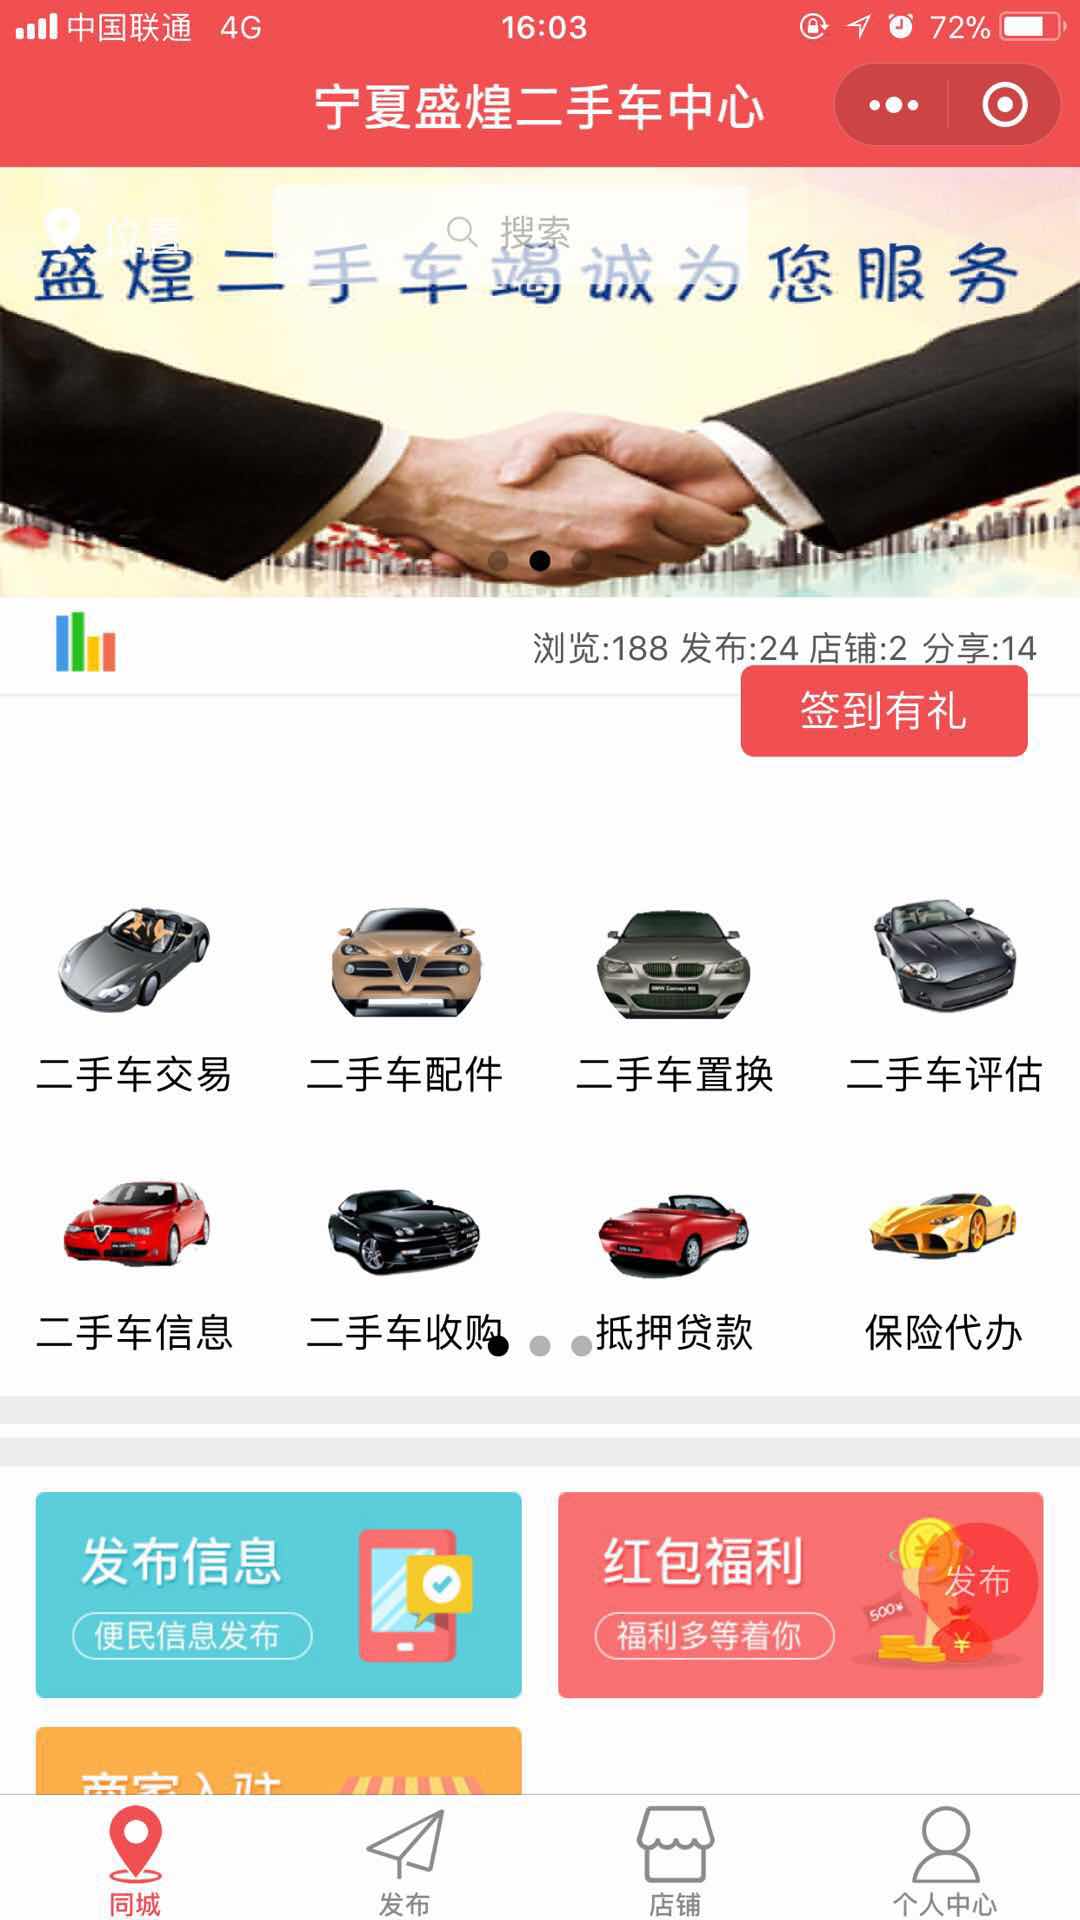 中国联通 4G 16:03 72%
宁夏盛煌二手车中心
位置 搜索
盛煌二手车竭诚为您服务
浏览:188 发布:24 店铺:2 分享:14
签到有礼
二手车交易 二手车配件 二手车置换 二手车评估
二手车信息 二手车收购 抵押贷款 保险代办
发布信息 红包福利
便民信息发布 福利多等着你
500¥
发布
商家入驻
同城 发布 店铺 个人中心